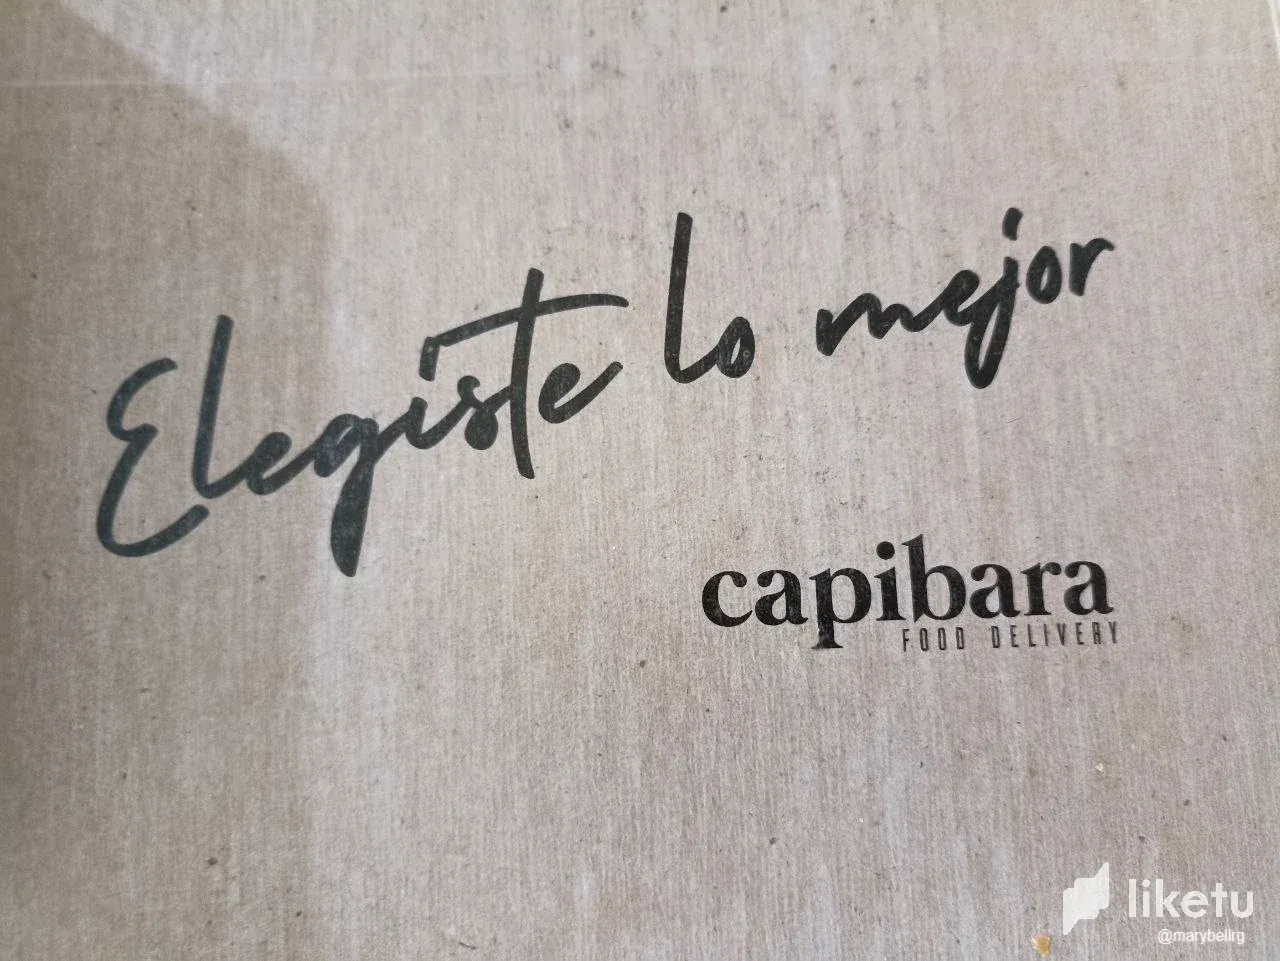 Elegiste lo mejor
capibara
FOOD DELIVERY
liketu
@marybellrg